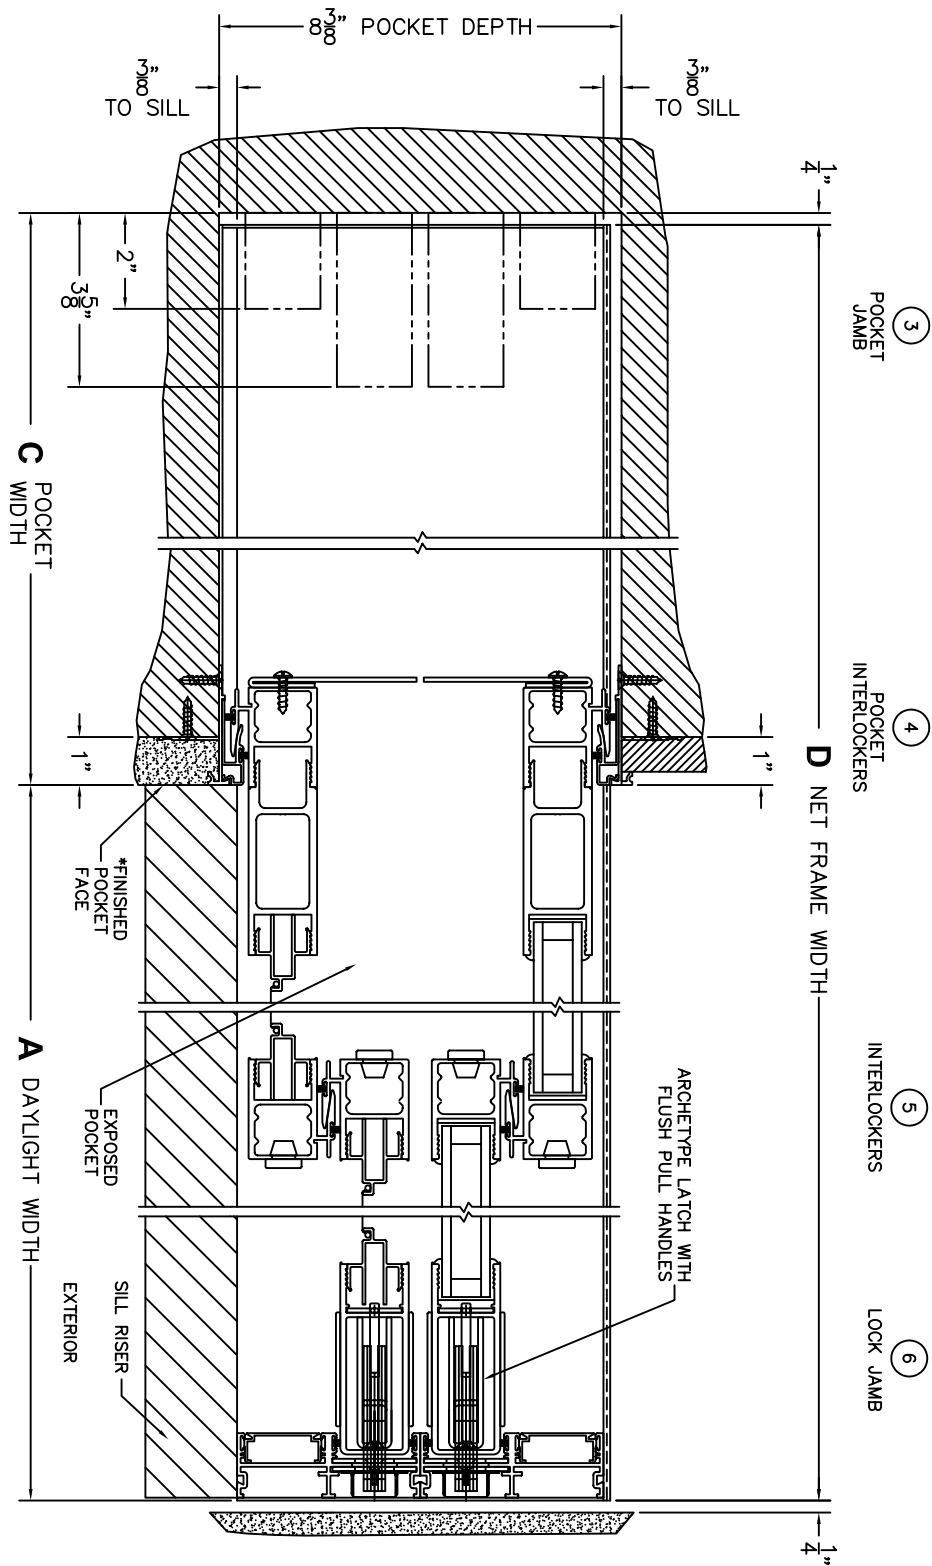 8 3/8" POCKET DEPTH
3/8"
TO SILL
3/8"
TO SILL
1/4"
3
POCKET
JAMB
2"
3 5/8"
C POCKET
WIDTH
4
POCKET
INTERLOCKERS
1"
1"
D NET FRAME WIDTH
*FINISHED
POCKET
FACE
5
INTERLOCKERS
A DAYLIGHT WIDTH
EXPOSED
POCKET
ARCHETYPE LATCH WITH
FLUSH PULL HANDLES
6
LOCK JAMB
SILL RISER
EXTERIOR
1/4"